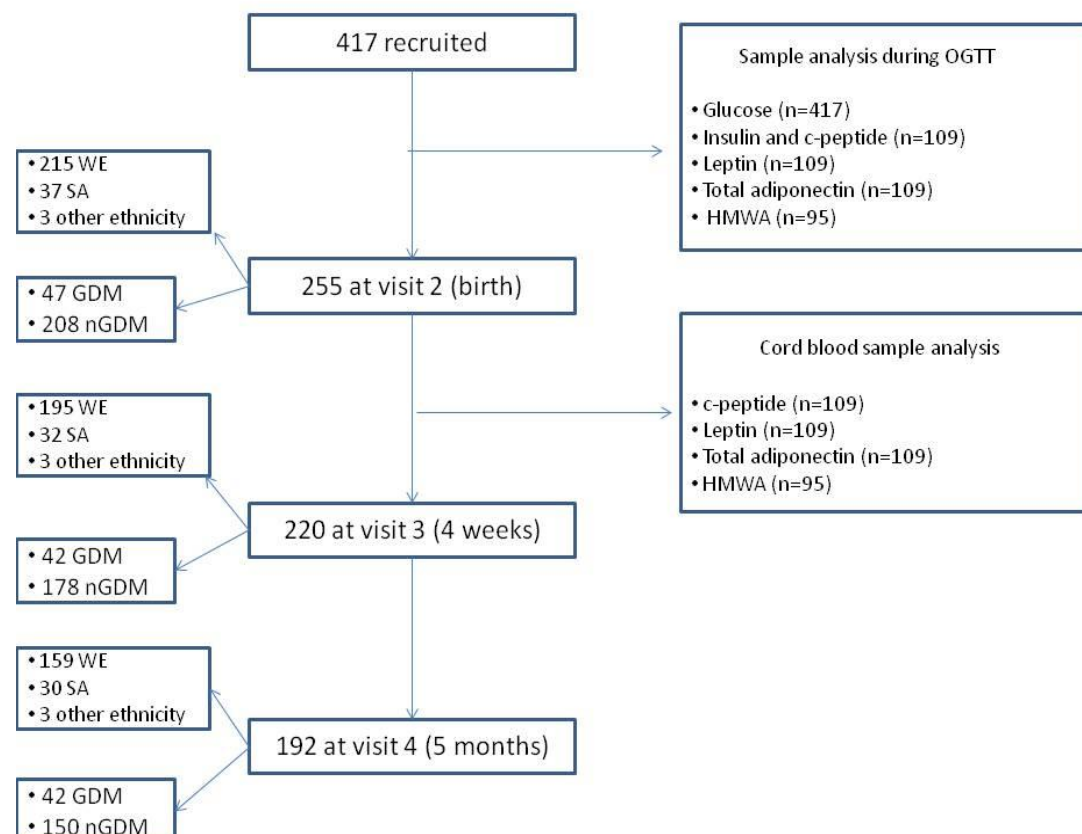 417 recruited
Sample analysis during OGTT
• Glucose (n=417)
• Insulin and c-peptide (n=109)
• Leptin (n=109)
• Total adiponectin (n=109)
• HMWA (n=95)
• 215 WE
• 37 SA
• 3 other ethnicity
255 at visit 2 (birth)
• 47 GDM
• 208 nGDM
Cord blood sample analysis
• c-peptide (n=109)
• Leptin (n=109)
• Total adiponectin (n=109)
• HMWA (n=95)
• 195 WE
• 32 SA
• 3 other ethnicity
220 at visit 3 (4 weeks)
• 42 GDM
• 178 nGDM
• 159 WE
• 30 SA
• 3 other ethnicity
192 at visit 4 (5 months)
• 42 GDM
• 150 nGDM